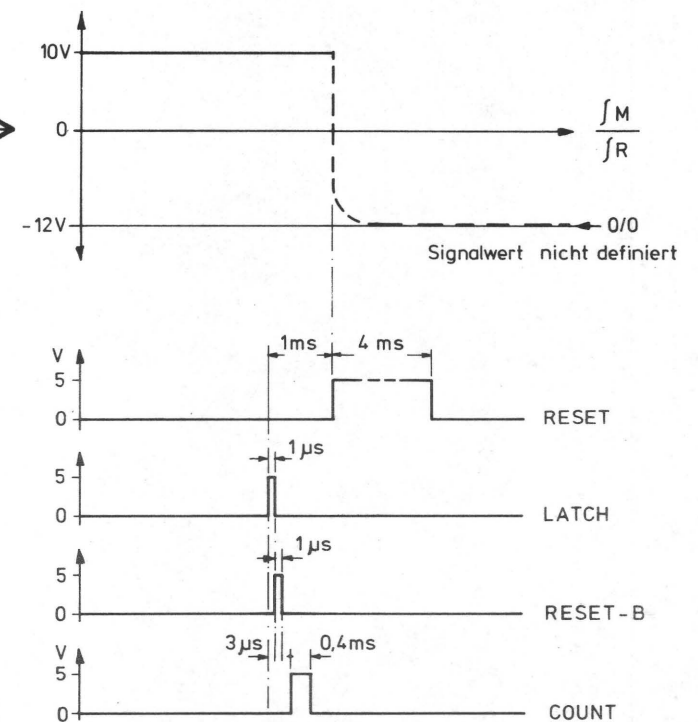 10V
0
∫M
∫R
-12V
0/0
Signalwert nicht definiert
1ms
4 ms
V
5
0
RESET
1µs
5
0
LATCH
1µs
5
0
RESET-B
3µs
0,4ms
V
5
0
COUNT